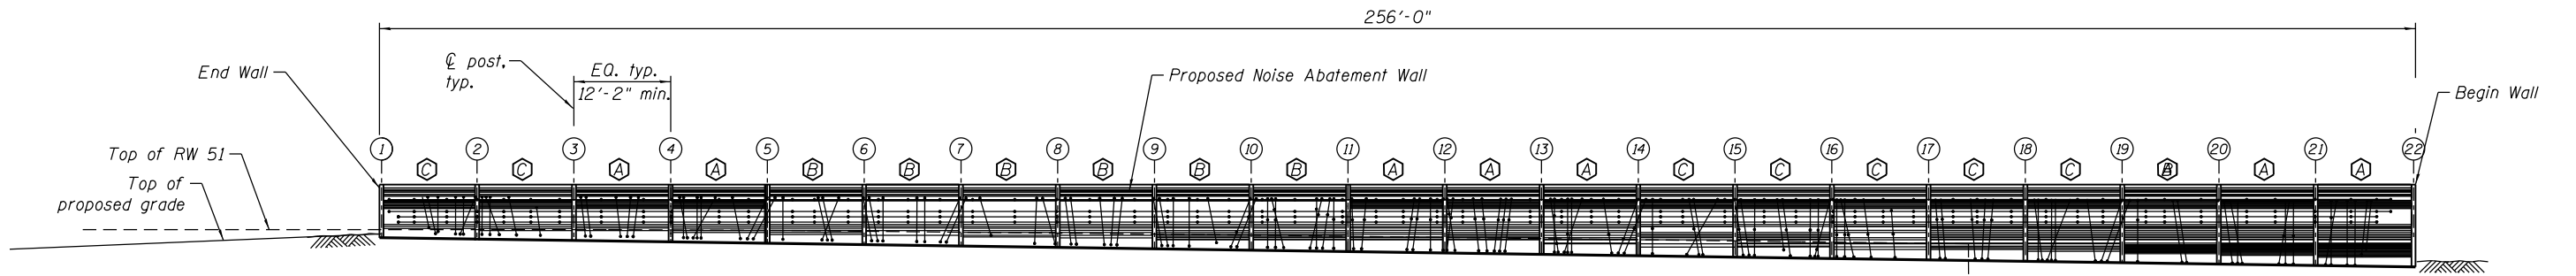 256'-0"
℄ post,
typ.
EQ. typ.
12'-2" min.
End Wall
Proposed Noise Abatement Wall
Begin Wall
Top of RW 51
Top of
proposed grade
1 2 3 4 5 6 7 8 9 10 11 12 13 14 15 16 17 18 19 20 21 22
C C A A B B B B B B A A A C C C C C A A